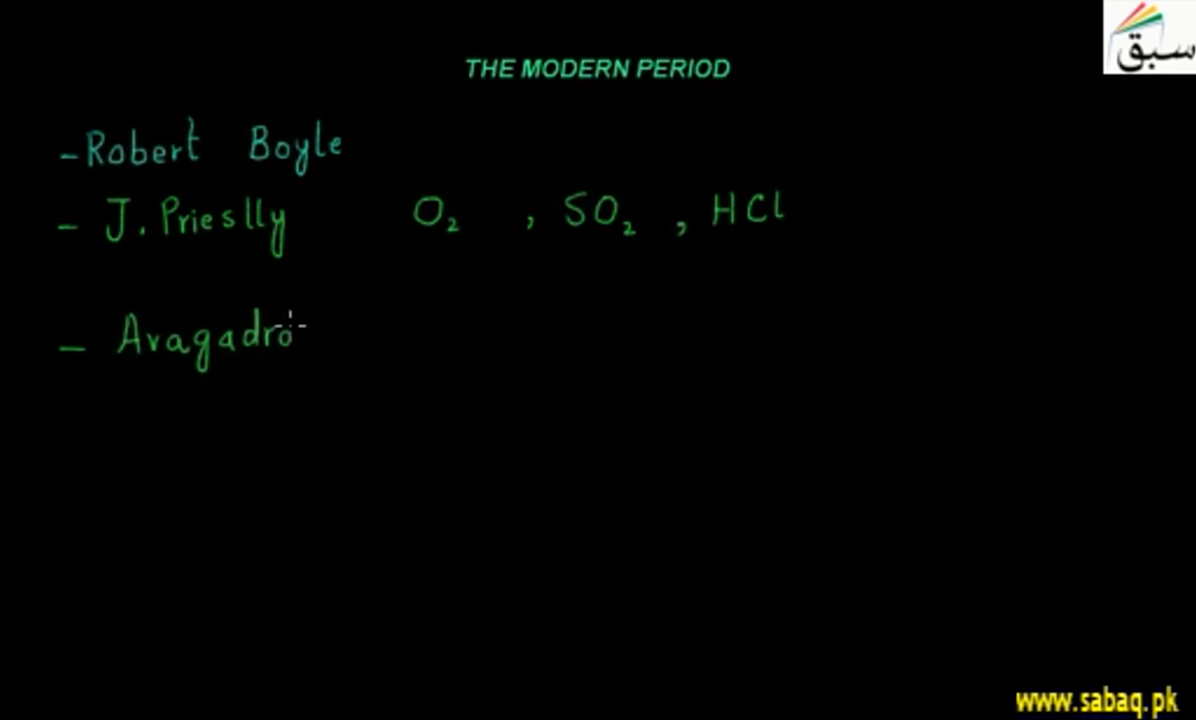 سبق
THE MODERN PERIOD
- Robert Boyle
- J. Prieslly O₂ , SO₂ , HCl
- Avagadro
www.sabaq.pk